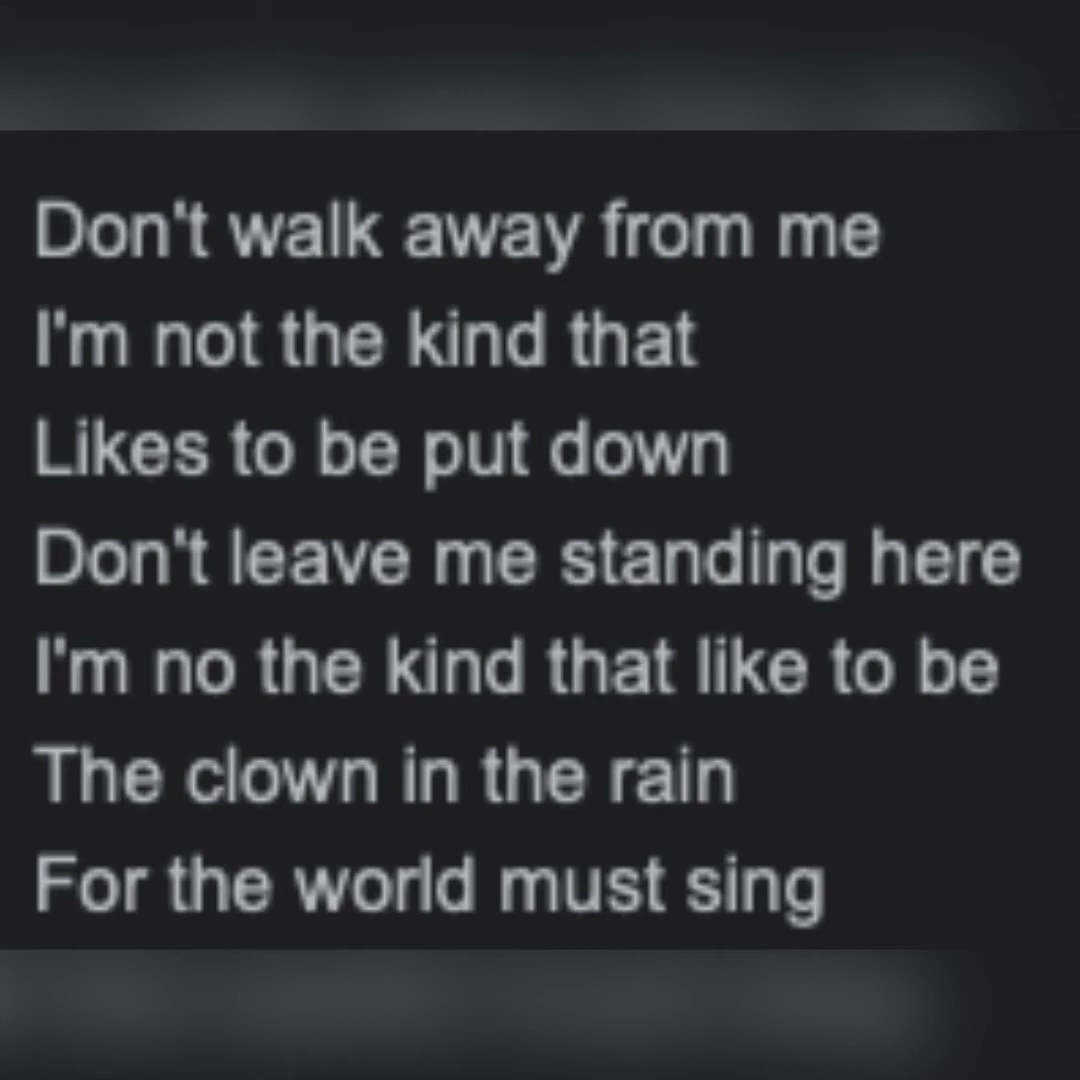 Don't walk away from me
I'm not the kind that
Likes to be put down
Don't leave me standing here
I'm no the kind that like to be
The clown in the rain
For the world must sing